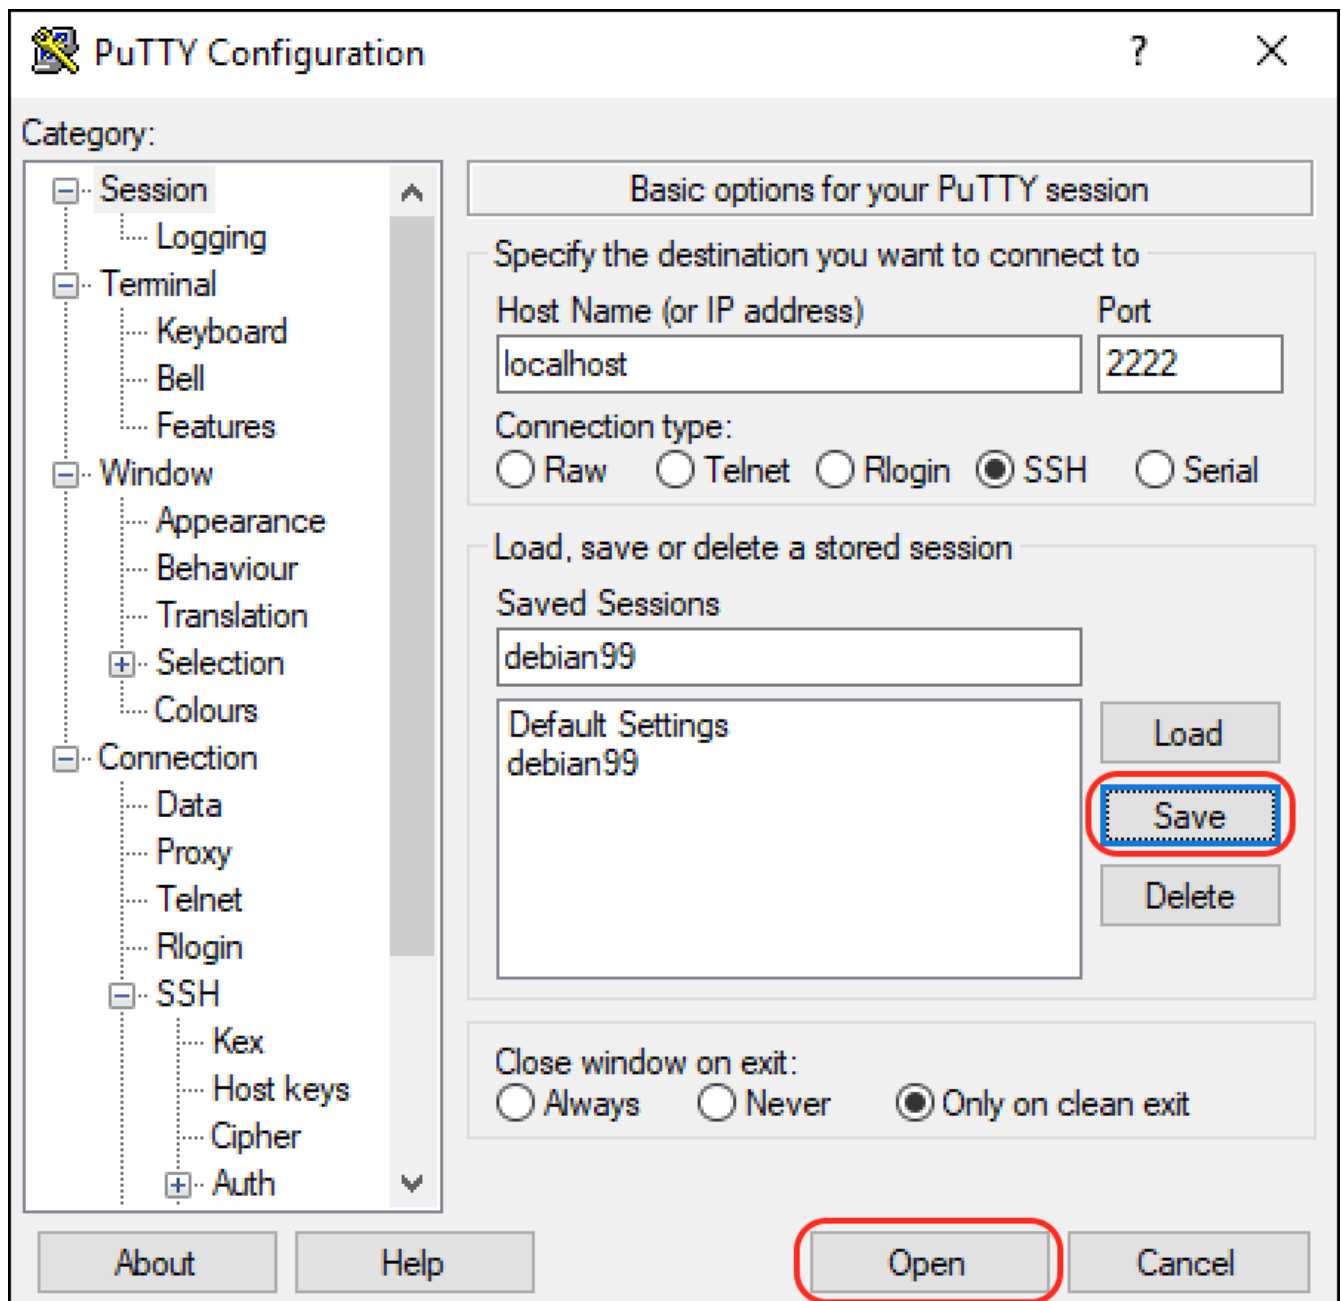 PuTTY Configuration
?
Category:
Session
Logging
Terminal
Keyboard
Bell
Features
Window
Appearance
Behaviour
Translation
Selection
Colours
Connection
Data
Proxy
Telnet
Rlogin
SSH
Kex
Host keys
Cipher
Auth
Basic options for your PuTTY session
Specify the destination you want to connect to
Host Name (or IP address) Port
localhost 2222
Connection type:
Raw Telnet Rlogin SSH Serial
Load, save or delete a stored session
Saved Sessions
debian99
Default Settings
debian99
Load
Save
Delete
Close window on exit:
Always Never Only on clean exit
About Help Open Cancel